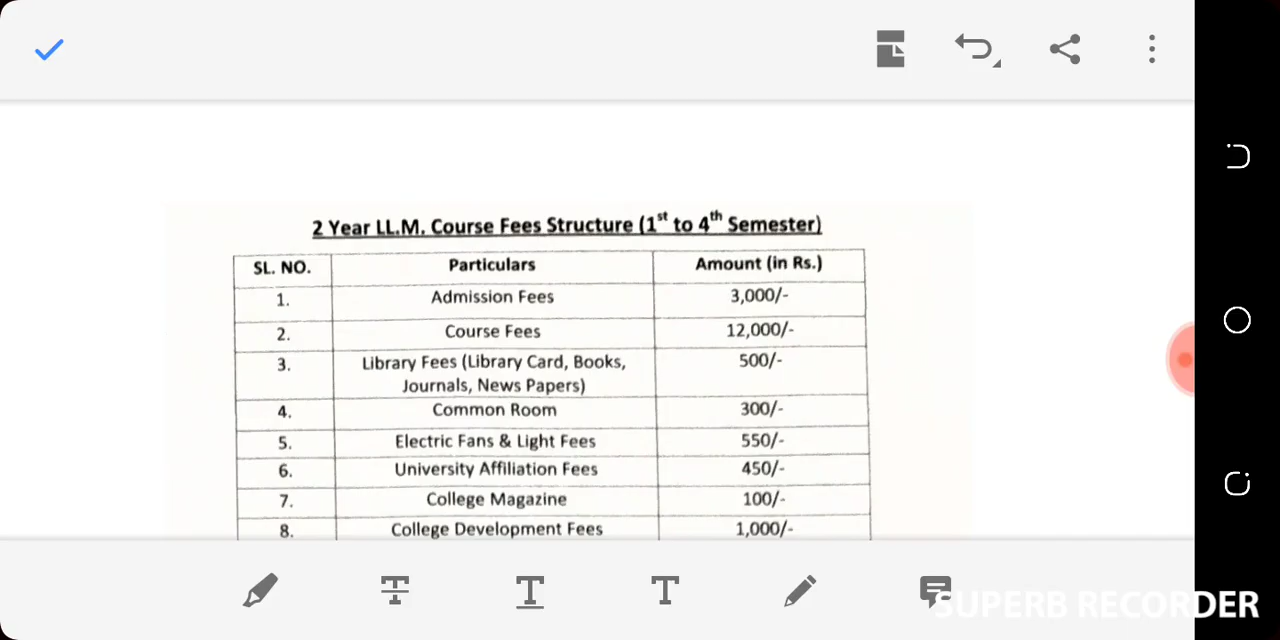 2 Year LL.M. Course Fees Structure (1st to 4th Semester)
SL. NO. Particulars Amount (in Rs.)
1. Admission Fees 3,000/-
2. Course Fees 12,000/-
3. Library Fees (Library Card, Books, 500/-
Journals, News Papers)
4. Common Room 300/-
5. Electric Fans & Light Fees 550/-
6. University Affiliation Fees 450/-
7. College Magazine 100/-
8. College Development Fees 1,000/-
SUPERB RECORDER